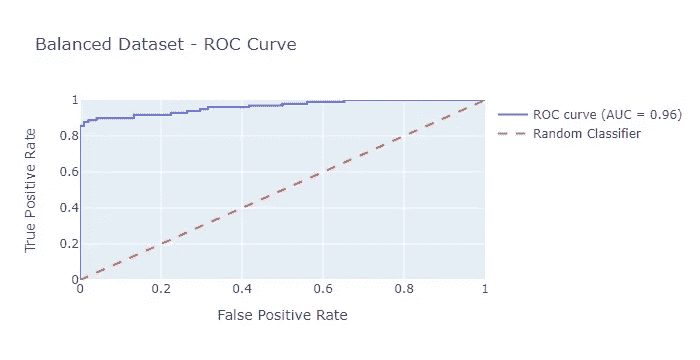 Balanced Dataset - ROC Curve
1
0.8
0.6
0.4
0.2
0
True Positive Rate
0
0.2
0.4
0.6
0.8
1
False Positive Rate
ROC curve (AUC = 0.96)
Random Classifier